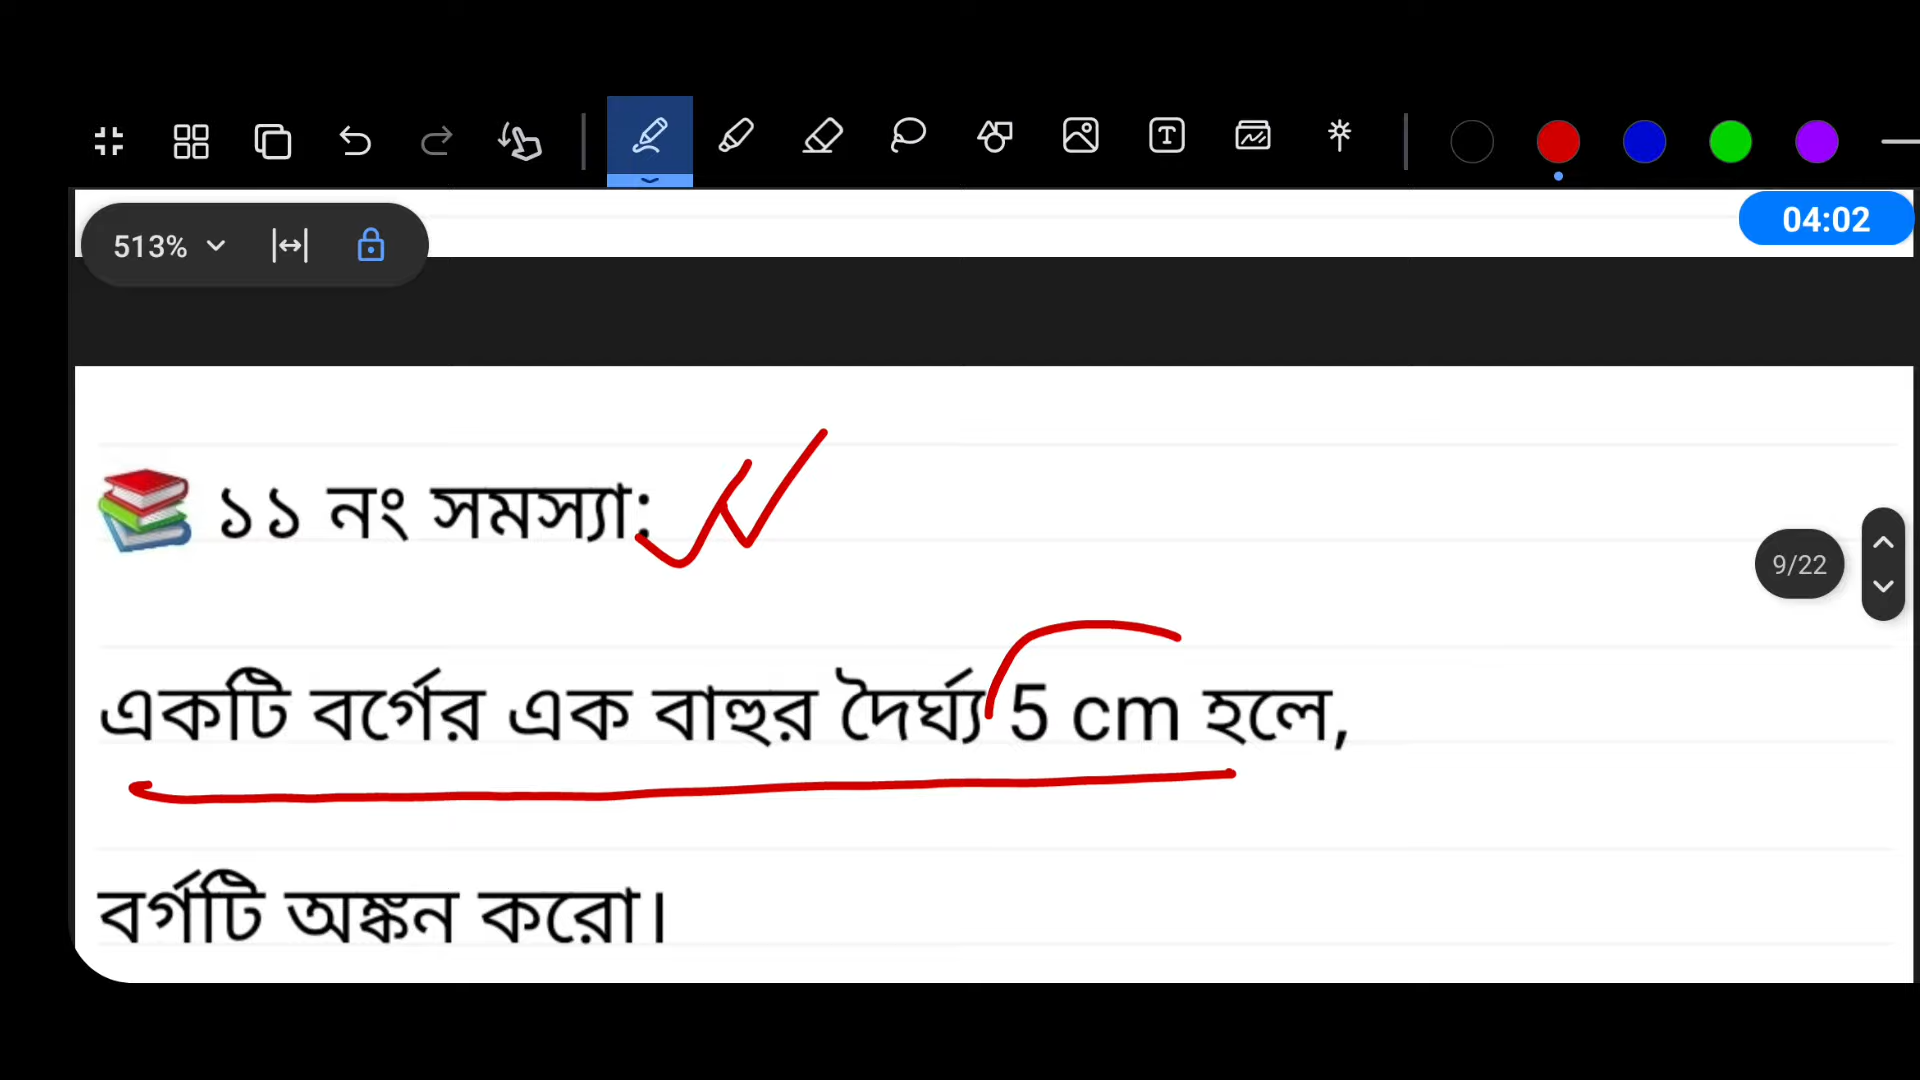 513%
04:02
১১ নং সমস্যা:
9/22
একটি বর্গের এক বাহুর দৈর্ঘ্য 5 cm হলে,
বর্গটি অঙ্কন করো।